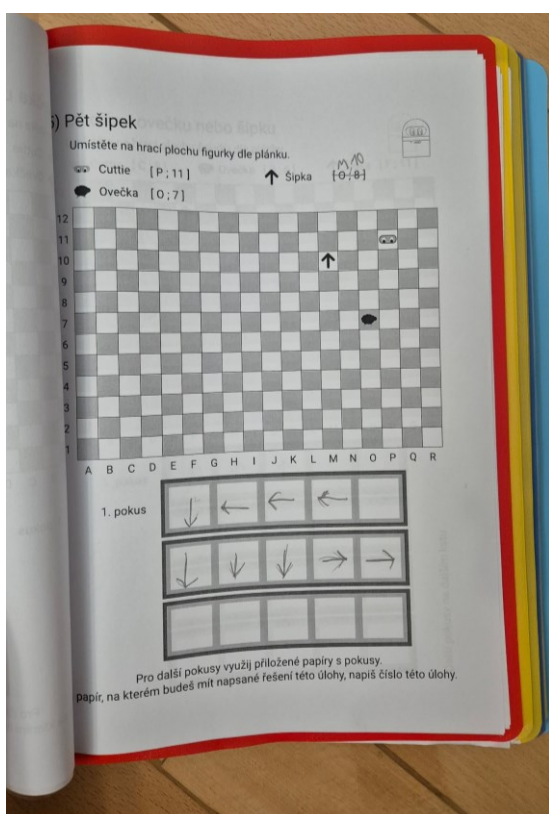 5) Pět šipek
Umístěte na hrací plochu figurky dle plánku.
Cuttie [P;11]
M 10
Šipka [O;8]
Ovečka [O;7]
12
11
10
9
8
7
6
5
4
3
2
1
A B C D E F G H I J K L M N O P Q R
1. pokus
↓ ← ← ←
↓ ↓ ↓ → →
Pro další pokusy využij přiložené papíry s pokusy.
papír, na kterém budeš mít napsané řešení této úlohy, napiš číslo této úlohy.